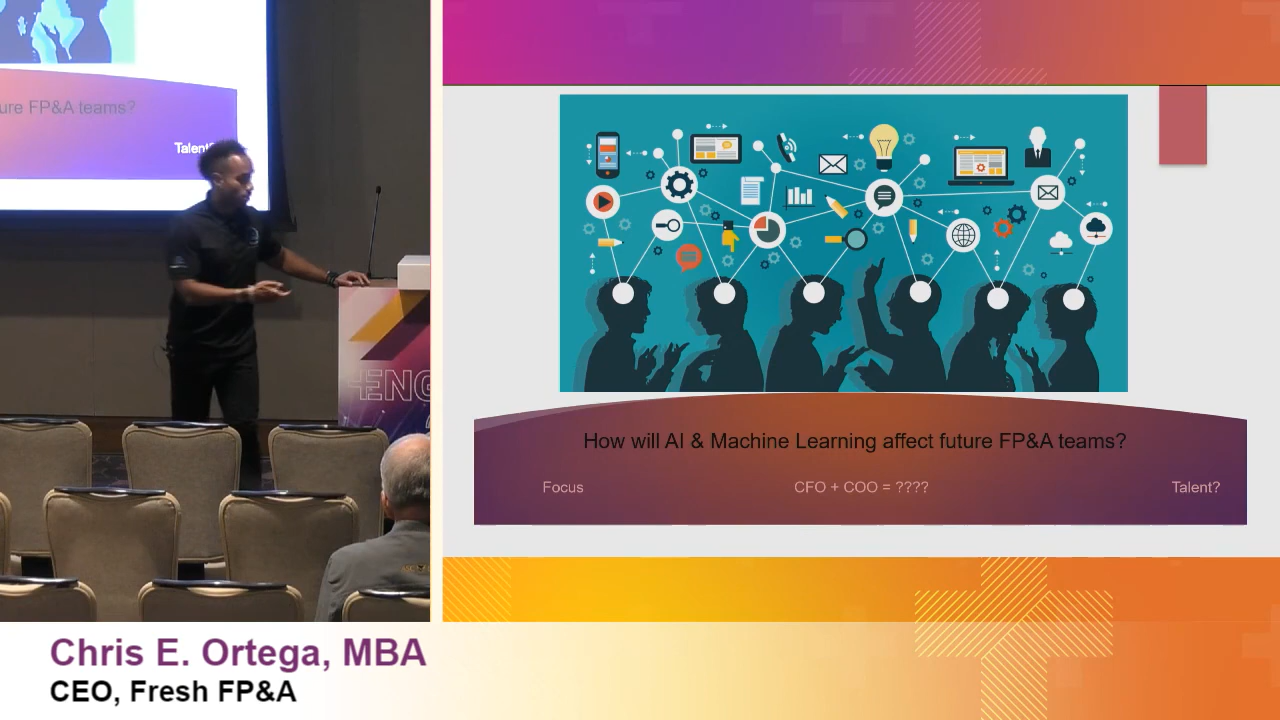 ure FP&A teams?
Talent?
ENG
How will AI & Machine Learning affect future FP&A teams?
Focus
CFO + COO = ????
Talent?
Chris E. Ortega, MBA
CEO, Fresh FP&A